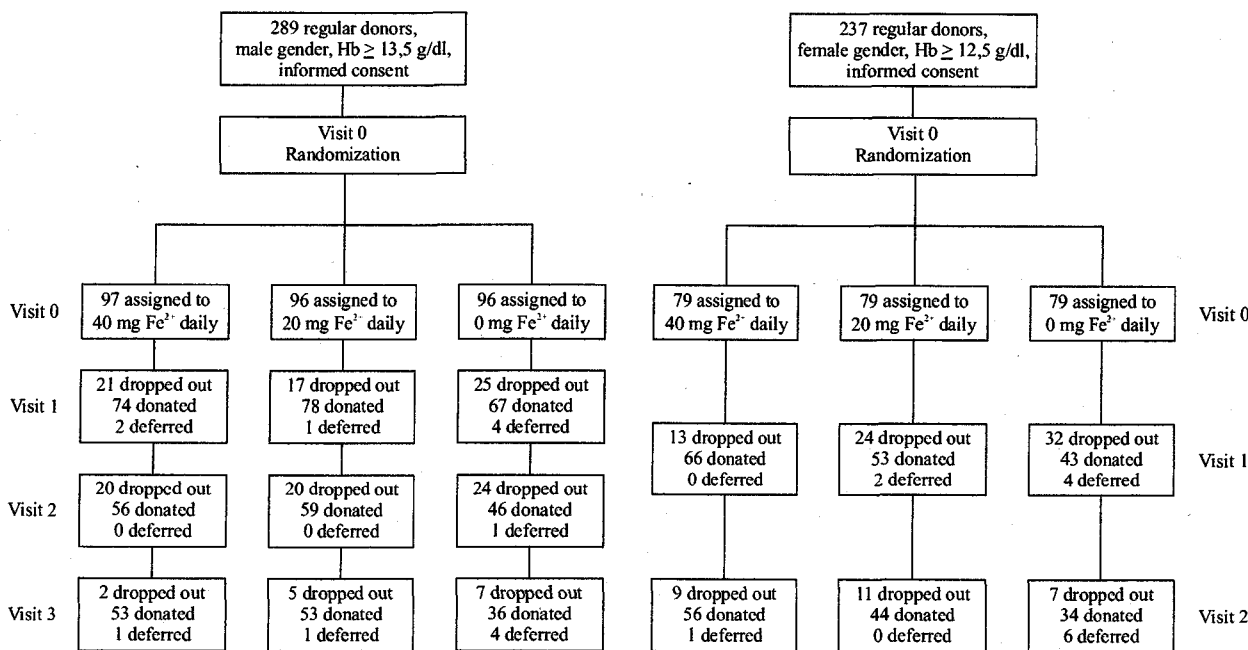 289 regular donors,
male gender, Hb ≥ 13,5 g/dl,
informed consent
Visit 0
Randomization
Visit 0
97 assigned to
40 mg Fe²⁺ daily
96 assigned to
20 mg Fe²⁺ daily
96 assigned to
0 mg Fe²⁺ daily
Visit 1
21 dropped out
74 donated
2 deferred
17 dropped out
78 donated
1 deferred
25 dropped out
67 donated
4 deferred
Visit 2
20 dropped out
56 donated
0 deferred
20 dropped out
59 donated
0 deferred
24 dropped out
46 donated
1 deferred
Visit 3
2 dropped out
53 donated
1 deferred
5 dropped out
53 donated
1 deferred
7 dropped out
36 donated
4 deferred
237 regular donors,
female gender, Hb ≥ 12,5 g/dl,
informed consent
Visit 0
Randomization
79 assigned to
40 mg Fe²⁺ daily
79 assigned to
20 mg Fe²⁺ daily
79 assigned to
0 mg Fe²⁺ daily
Visit 0
13 dropped out
66 donated
0 deferred
24 dropped out
53 donated
2 deferred
32 dropped out
43 donated
4 deferred
Visit 1
9 dropped out
56 donated
1 deferred
11 dropped out
44 donated
0 deferred
7 dropped out
34 donated
6 deferred
Visit 2